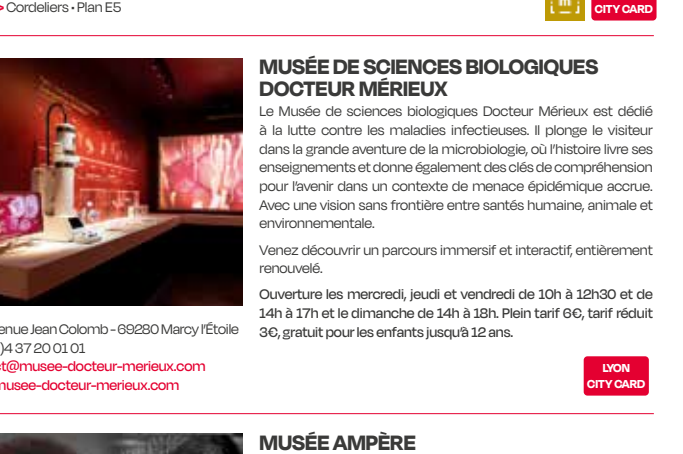 > Cordeliers • Plan E5
CITY CARD
MUSÉE DE SCIENCES BIOLOGIQUES
DOCTEUR MÉRIEUX
Le Musée de sciences biologiques Docteur Mérieux est dédié
à la lutte contre les maladies infectieuses. Il plonge le visiteur
dans la grande aventure de la microbiologie, où l’histoire livre ses
enseignements et donne également des clés de compréhension
pour l’avenir dans un contexte de menace épidémique accrue.
Avec une vision sans frontière entre santés humaine, animale et
environnementale.
Venez découvrir un parcours immersif et interactif, entièrement
renouvelé.
Ouverture les mercredi, jeudi et vendredi de 10h à 12h30 et de
14h à 17h et le dimanche de 14h à 18h. Plein tarif 6€, tarif réduit
3€, gratuit pour les enfants jusqu’à 12 ans.
enue Jean Colomb - 69280 Marcy l’Étoile
)4 37 20 01 01
ct@musee-docteur-merieux.com
musee-docteur-merieux.com
LYON
CITY CARD
MUSÉE AMPÈRE